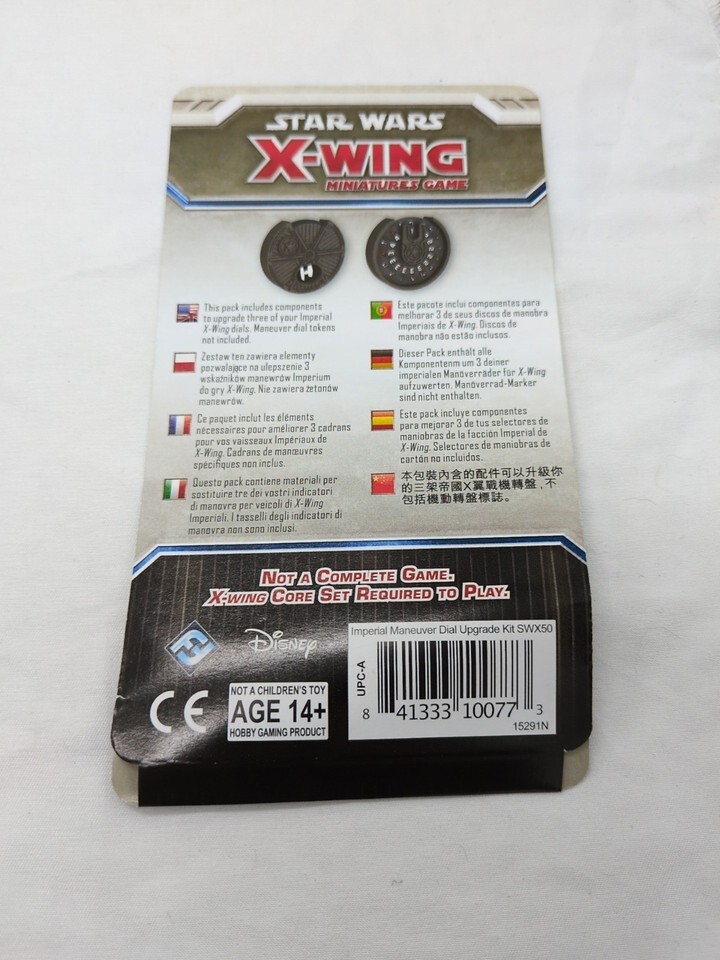 STAR WARS
X-WING
MINIATURES GAME
This pack includes components
to upgrade three of your Imperial
X-Wing dials. Maneuver dial tokens
not included.
Zestaw ten zawiera elementy
pozwalające na ulepszenie 3
wskaźników manewrów Imperium
do gry X-Wing. Nie zawiera żetonów
manewrów.
Ce paquet inclut les éléments
nécessaires pour améliorer 3 cadrans
pour vos vaisseaux Impériaux de
X-Wing. Cadrans de manœuvres
spécifiques non inclus.
Questo pack contiene materiali per
sostituire tre dei vostri indicatori
di manovra per veicoli di X-Wing
Imperiali. I tasselli degli indicatori di
manovra non sono inclusi.
Este pacote inclui componentes para
melhorar 3 de seus discos de manobra
Imperiais de X-Wing. Discos de
manobra não estão inclusos.
Dieser Pack enthält alle
Komponentenm um 3 deiner
imperialen Manöverräder für X-Wing
aufzuwerten. Manöverrad-Marker
sind nicht enthalten.
Este pack incluye componentes
para mejorar 3 de tus selectores de
maniobras de la facción Imperial de
X-Wing. Selectores de maniobras de
cartón no incluidos.
本包裝內含的配件可以升級你
的三架帝國X翼戰機轉盤,不
包括機動轉盤標誌。
NOT A COMPLETE GAME.
X-WING CORE SET REQUIRED TO PLAY.
Disney
CE
NOT A CHILDREN'S TOY
AGE 14+
HOBBY GAMING PRODUCT
Imperial Maneuver Dial Upgrade Kit SWX50
UPC-A
8 41333 10077 3
15291N